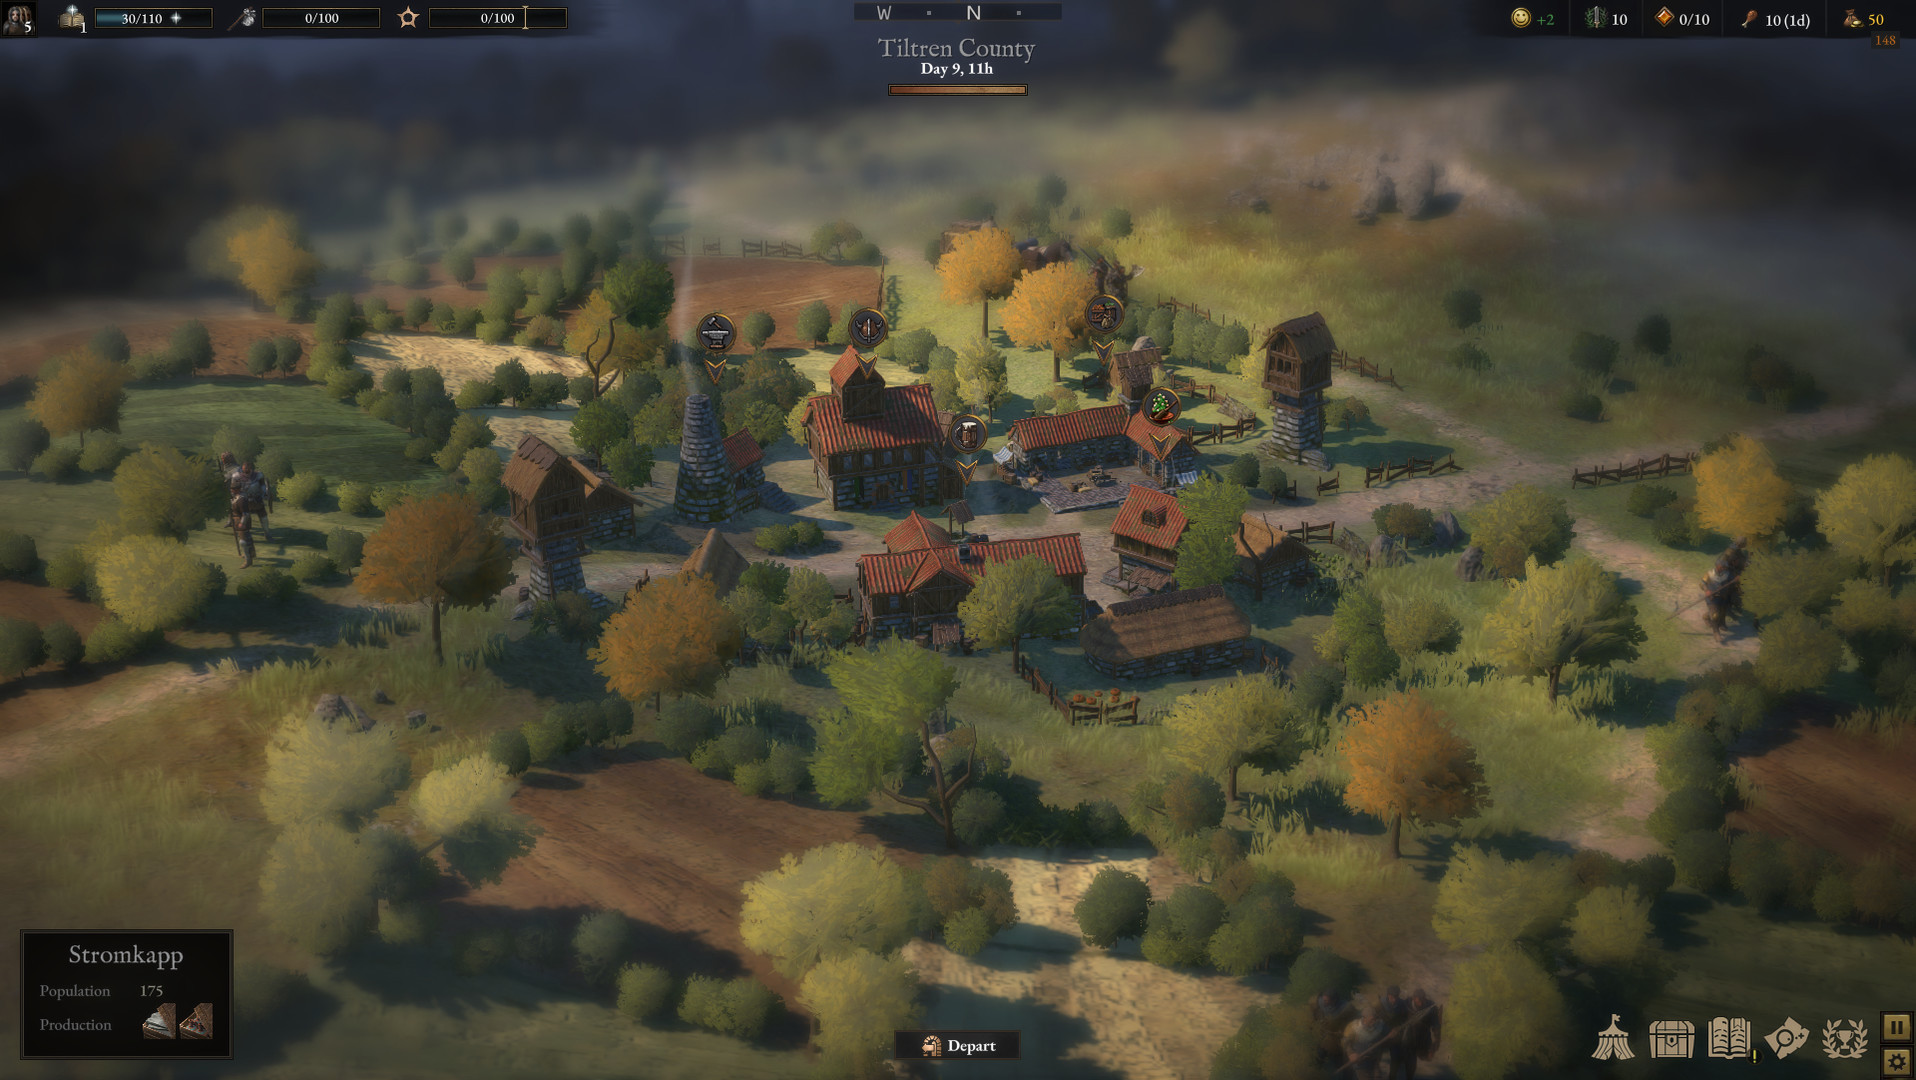 5
1
30/110
0/100
0/100
W · N ·
+2
10
0/10
10 (1d)
50
148
Tiltren County
Day 9, 11h
Stromkapp
Population 175
Production
Depart
!